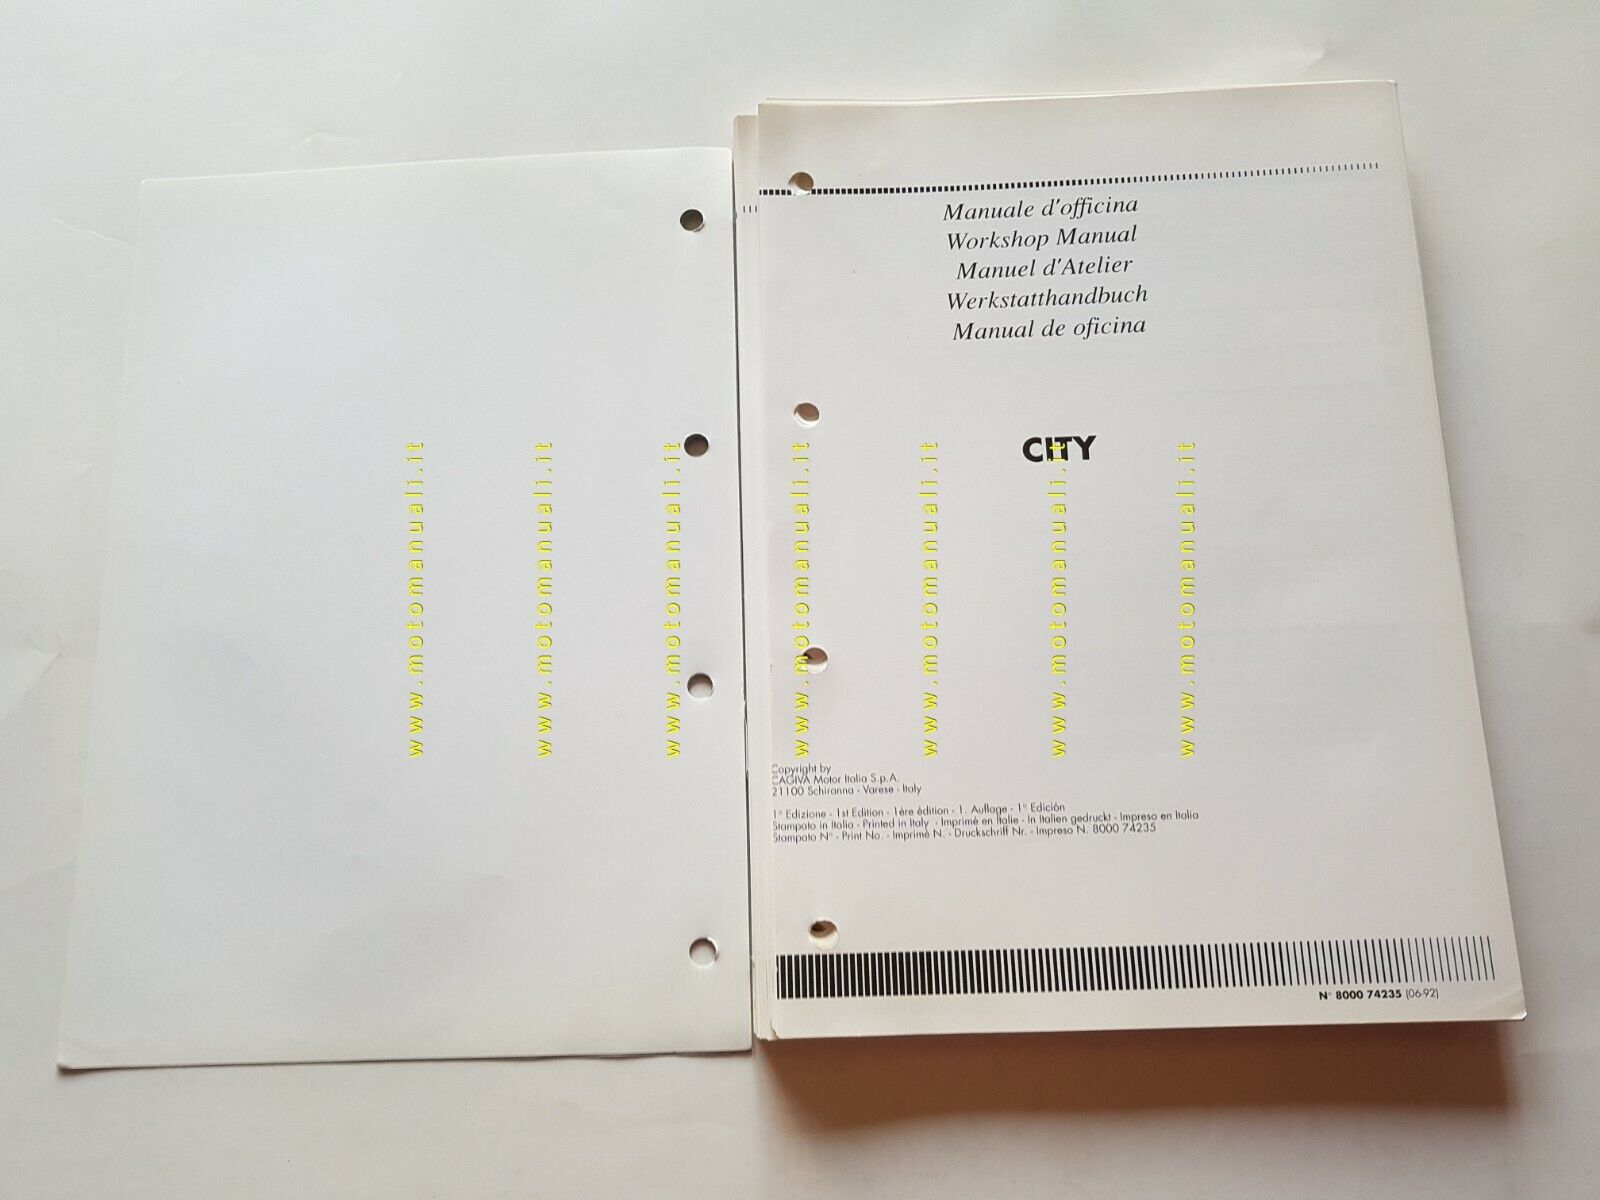 Manuale d'officina
Workshop Manual
Manuel d'Atelier
Werkstatthandbuch
Manual de oficina
CITY
www.motomanuali.it
www.motomanuali.it
www.motomanuali.it
www.motomanuali.it
www.motomanuali.it
www.motomanuali.it
www.motomanuali.it
Copyright by
CAGIVA Motor Italia S.p.A.
21100 Schiranna - Varese - Italy
1° Edizione - 1st Edition - 1ère édition - 1. Auflage - 1° Edición
Stampato in Italia - Printed in Italy - Imprimé en Italie - In Italien gedruckt - Impreso en Italia
Stampato N° - Print No. - Imprimé N. - Druckschrift Nr. - Impreso N. 8000 74235
N° 8000 74235 (06-92)